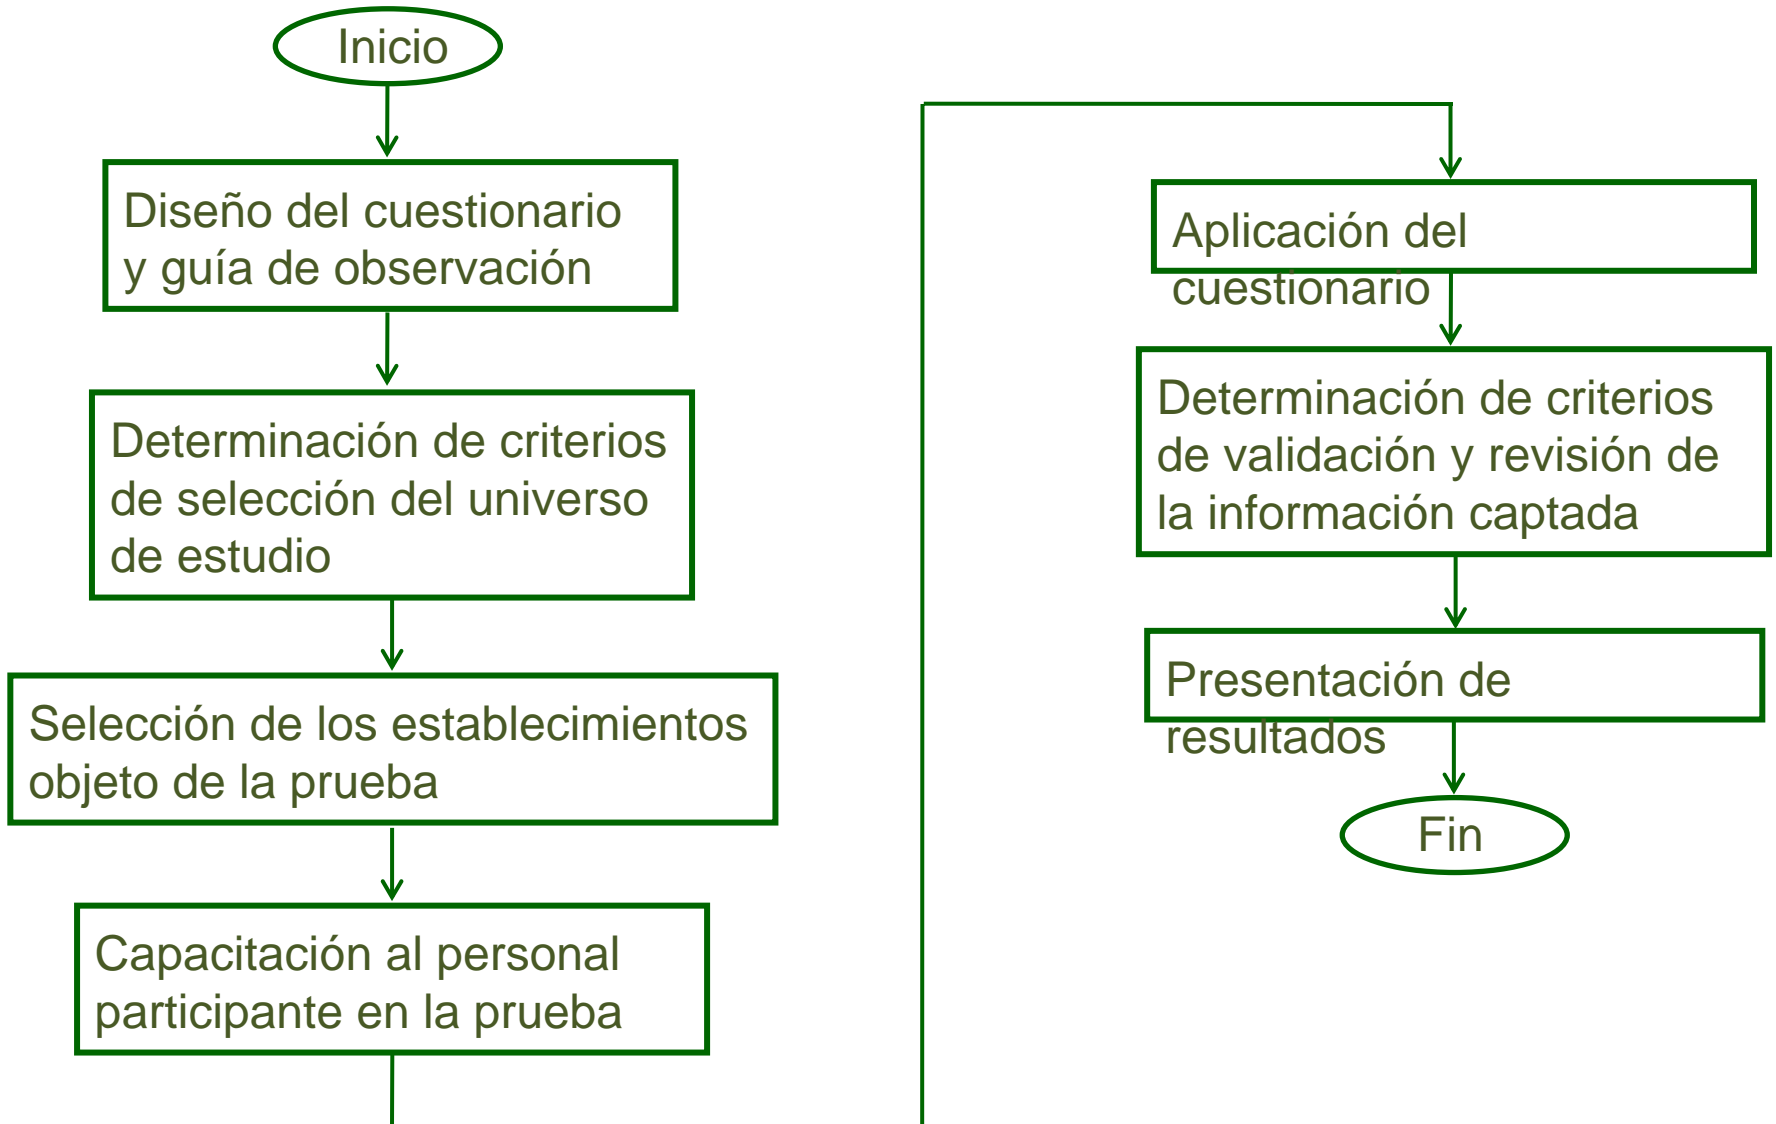 Inicio
Diseño del cuestionario
y guía de observación
Determinación de criterios
de selección del universo
de estudio
Selección de los establecimientos
objeto de la prueba
Capacitación al personal
participante en la prueba
Aplicación del
cuestionario
Determinación de criterios
de validación y revisión de
la información captada
Presentación de
resultados
Fin